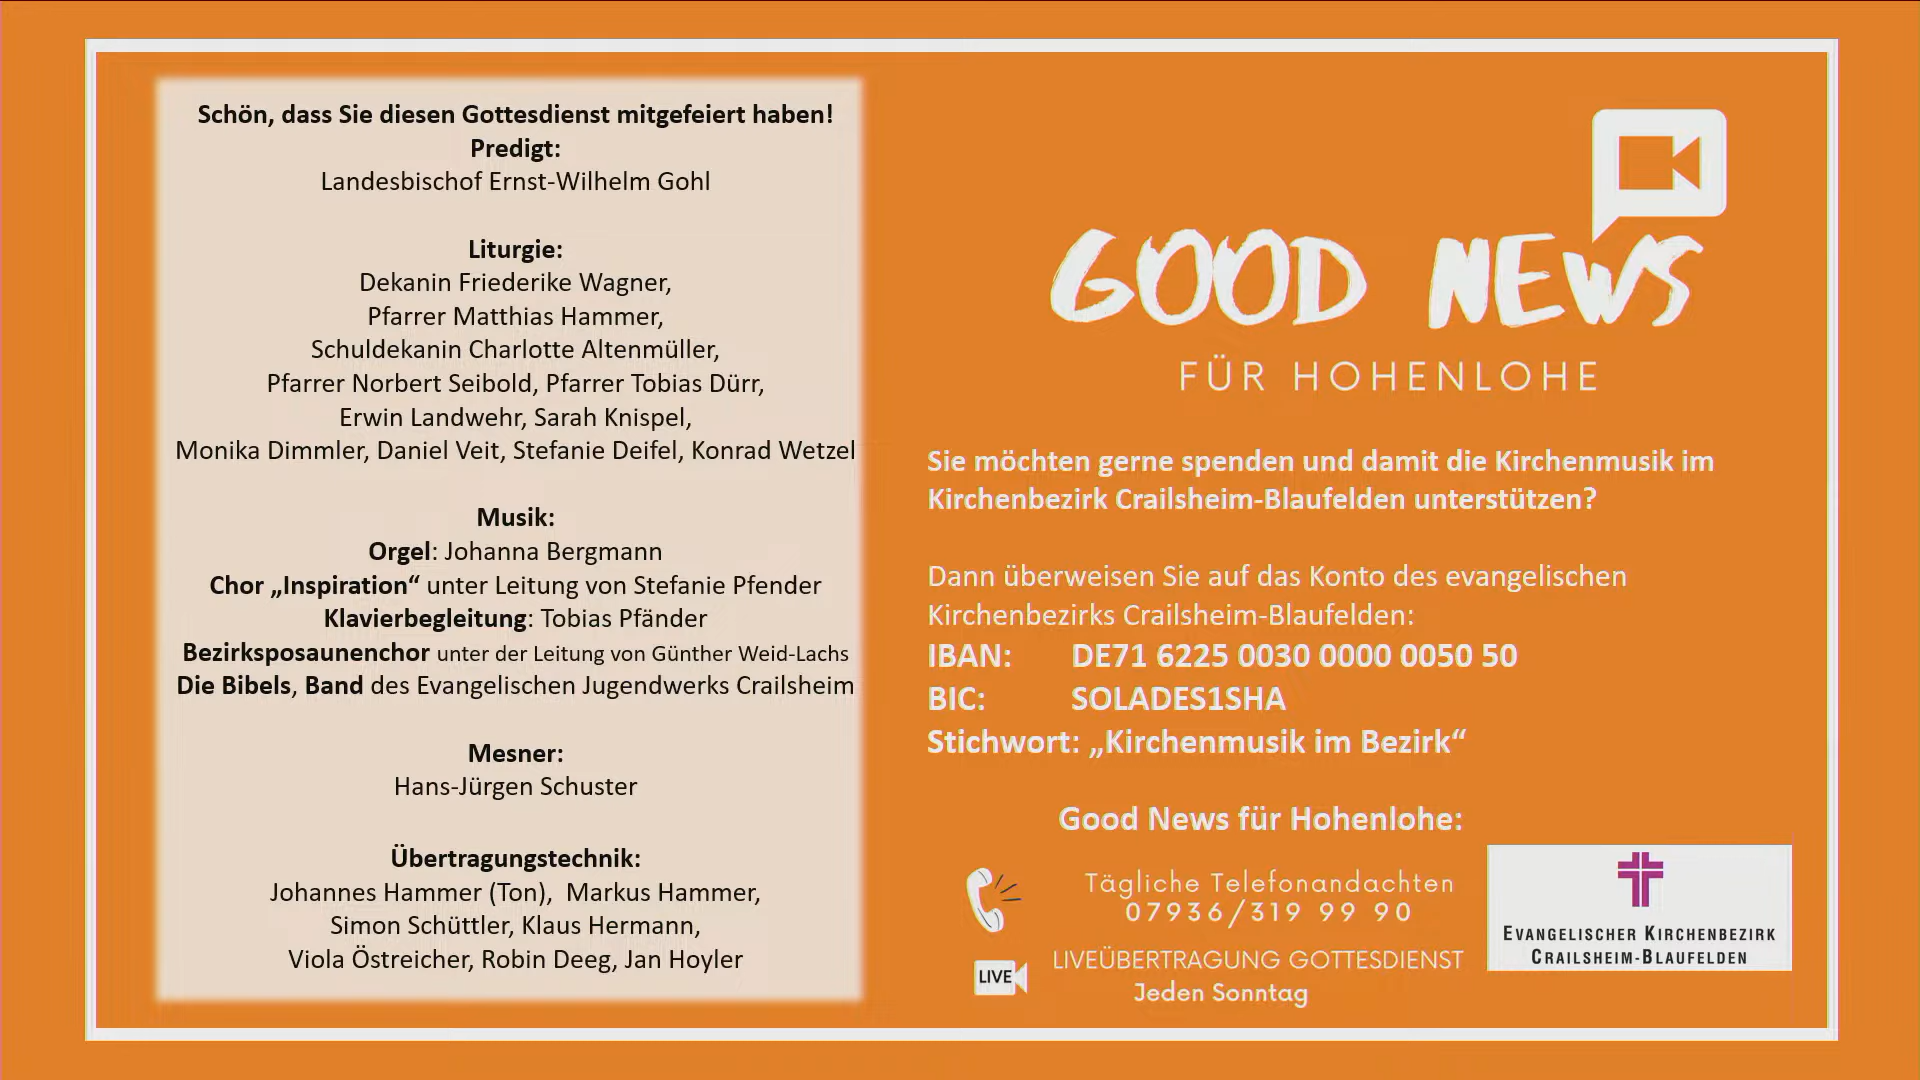 Schön, dass Sie diesen Gottesdienst mitgefeiert haben!
Predigt:
Landesbischof Ernst-Wilhelm Gohl
Liturgie:
Dekanin Friederike Wagner,
Pfarrer Matthias Hammer,
Schuldekanin Charlotte Altenmüller,
Pfarrer Norbert Seibold, Pfarrer Tobias Dürr,
Erwin Landwehr, Sarah Knispel,
Monika Dimmler, Daniel Veit, Stefanie Deifel, Konrad Wetzel
Musik:
Orgel: Johanna Bergmann
Chor „Inspiration“ unter Leitung von Stefanie Pfender
Klavierbegleitung: Tobias Pfänder
Bezirksposaunenchor unter der Leitung von Günther Weid-Lachs
Die Bibels, Band des Evangelischen Jugendwerks Crailsheim
Mesner:
Hans-Jürgen Schuster
Übertragungstechnik:
Johannes Hammer (Ton), Markus Hammer,
Simon Schüttler, Klaus Hermann,
Viola Östreicher, Robin Deeg, Jan Hoyler
GOOD NEWS
FÜR HOHENLOHE
Sie möchten gerne spenden und damit die Kirchenmusik im
Kirchenbezirk Crailsheim-Blaufelden unterstützen?
Dann überweisen Sie auf das Konto des evangelischen
Kirchenbezirks Crailsheim-Blaufelden:
IBAN: DE71 6225 0030 0000 0050 50
BIC: SOLADES1SHA
Stichwort: „Kirchenmusik im Bezirk“
Good News für Hohenlohe:
Tägliche Telefonandachten
07936/319 99 90
LIVE
LIVEÜBERTRAGUNG GOTTESDIENST
Jeden Sonntag
EVANGELISCHER KIRCHENBEZIRK
CRAILSHEIM-BLAUFELDEN